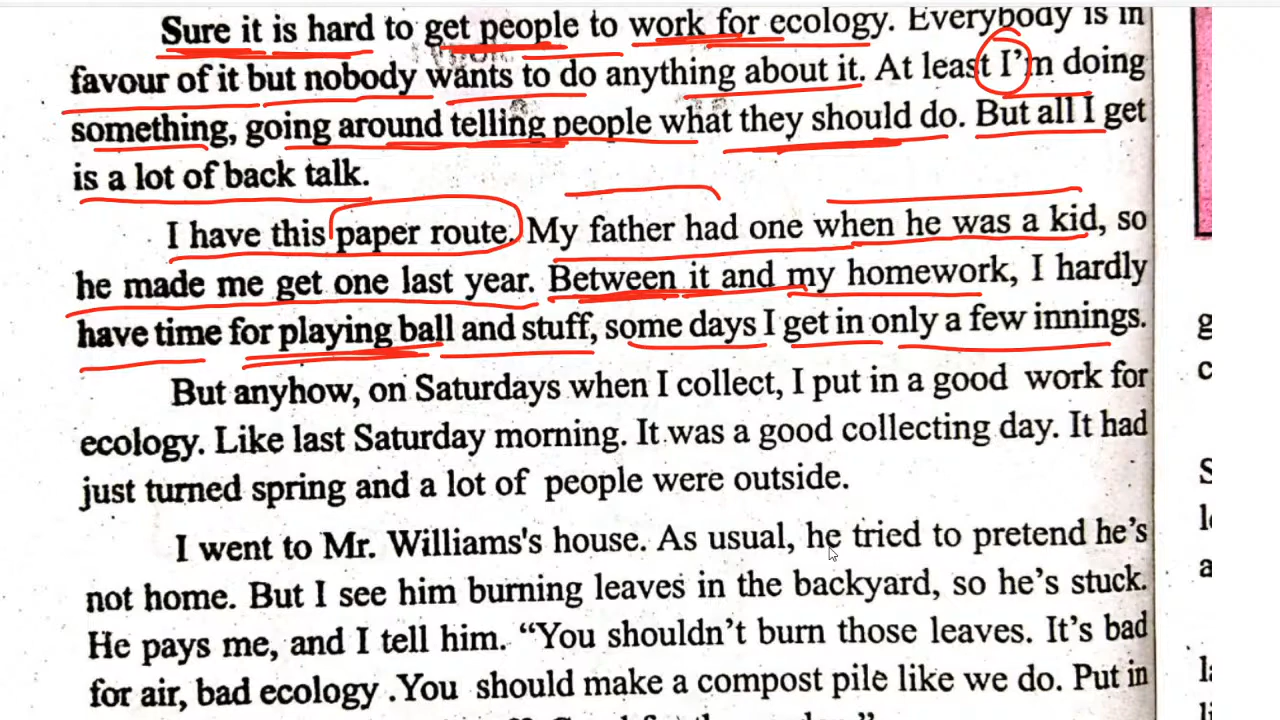 Sure it is hard to get people to work for ecology. Everybody is in
favour of it but nobody wants to do anything about it. At least I'm doing
something, going around telling people what they should do. But all I get
is a lot of back talk.
I have this paper route. My father had one when he was a kid, so
he made me get one last year. Between it and my homework, I hardly
have time for playing ball and stuff, some days I get in only a few innings.
But anyhow, on Saturdays when I collect, I put in a good work for
ecology. Like last Saturday morning. It was a good collecting day. It had
just turned spring and a lot of people were outside.
I went to Mr. Williams's house. As usual, he tried to pretend he's
not home. But I see him burning leaves in the backyard, so he's stuck.
He pays me, and I tell him. "You shouldn't burn those leaves. It's bad
for air, bad ecology .You should make a compost pile like we do. Put in